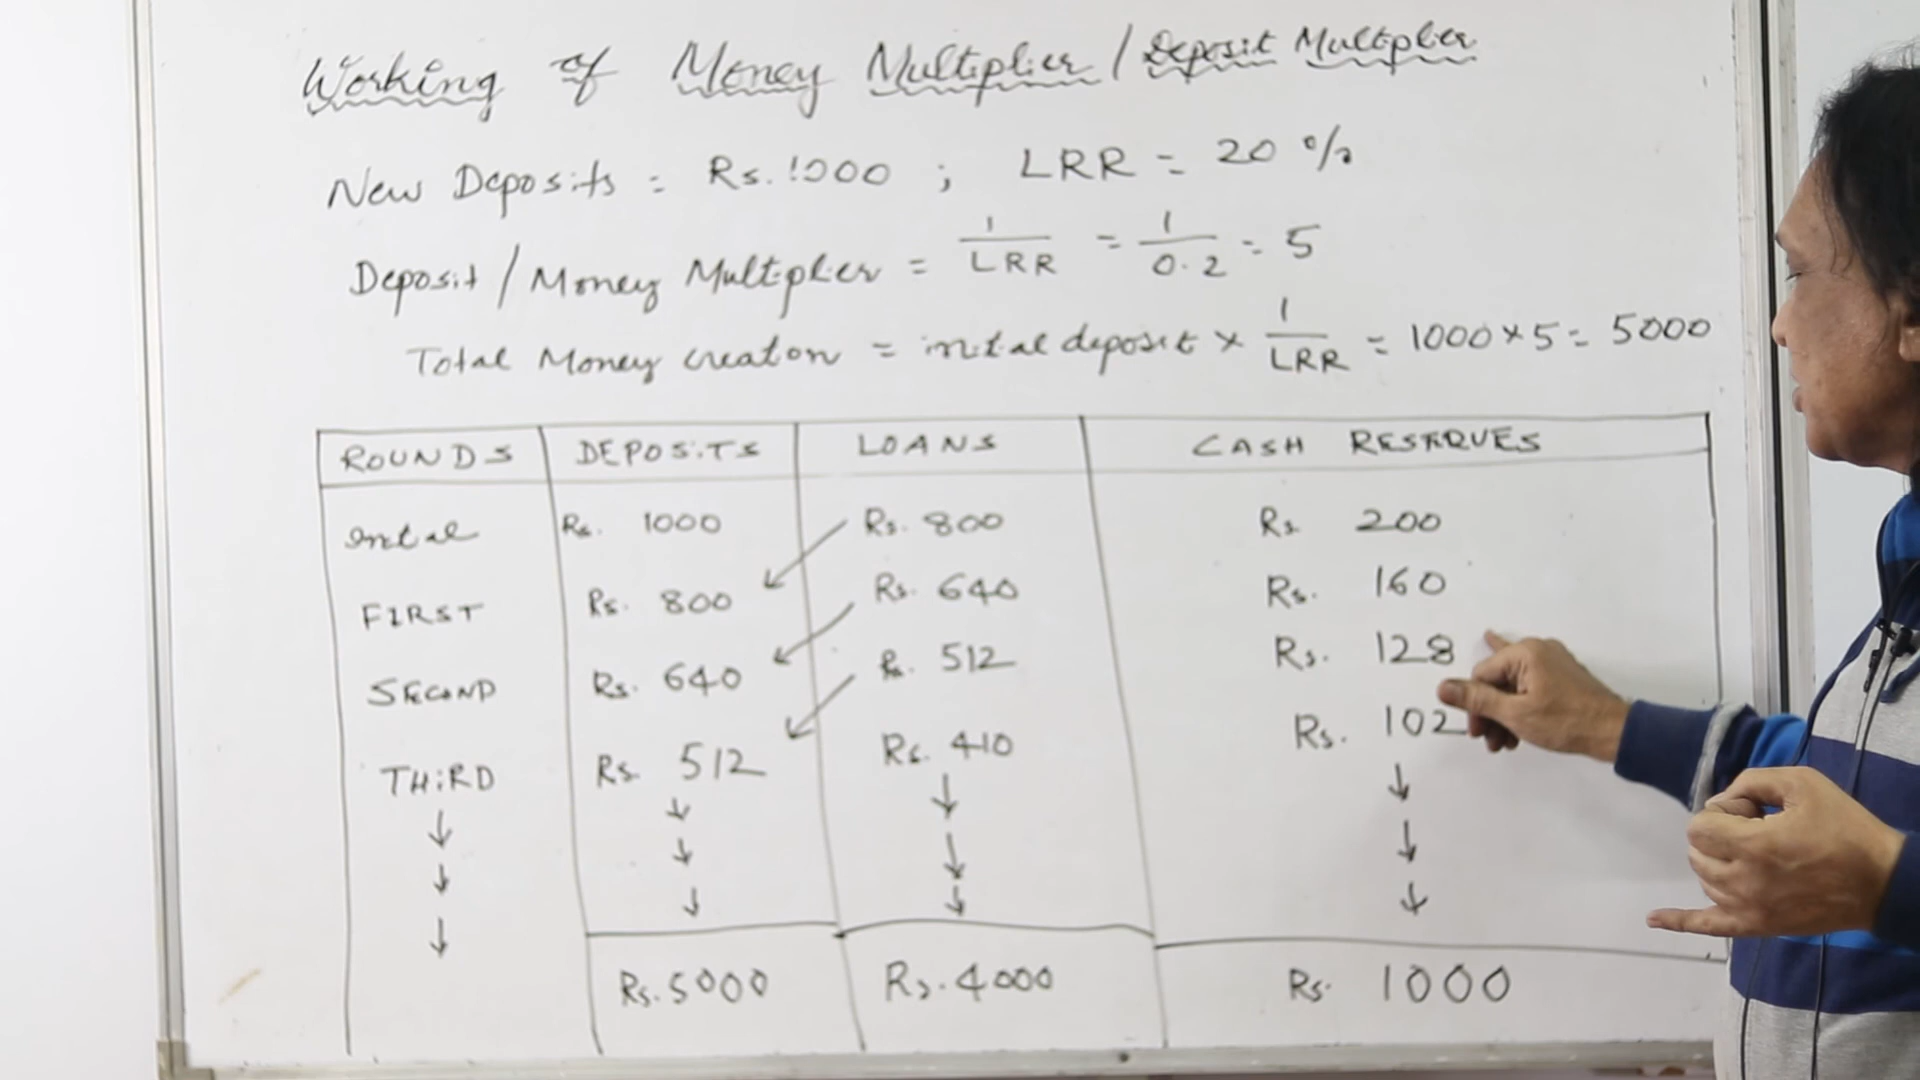 Working of Money Multiplier / Deposit Multiplier
New Deposits = Rs. 1000 ; LRR = 20 %
Deposit / Money Multiplier = 1/LRR = 1/0.2 = 5
Total Money creaton = inital deposit × 1/LRR = 1000 × 5 = 5000
ROUNDS DEPOSITS LOANS CASH RESERVES
Inital Rs. 1000 Rs. 800 Rs 200
FIRST Rs. 800 Rs. 640 Rs. 160
SECOND Rs. 640 Rs. 512 Rs. 128
THIRD Rs. 512 Rs. 410 Rs. 102
Rs. 5000 Rs. 4000 Rs. 1000